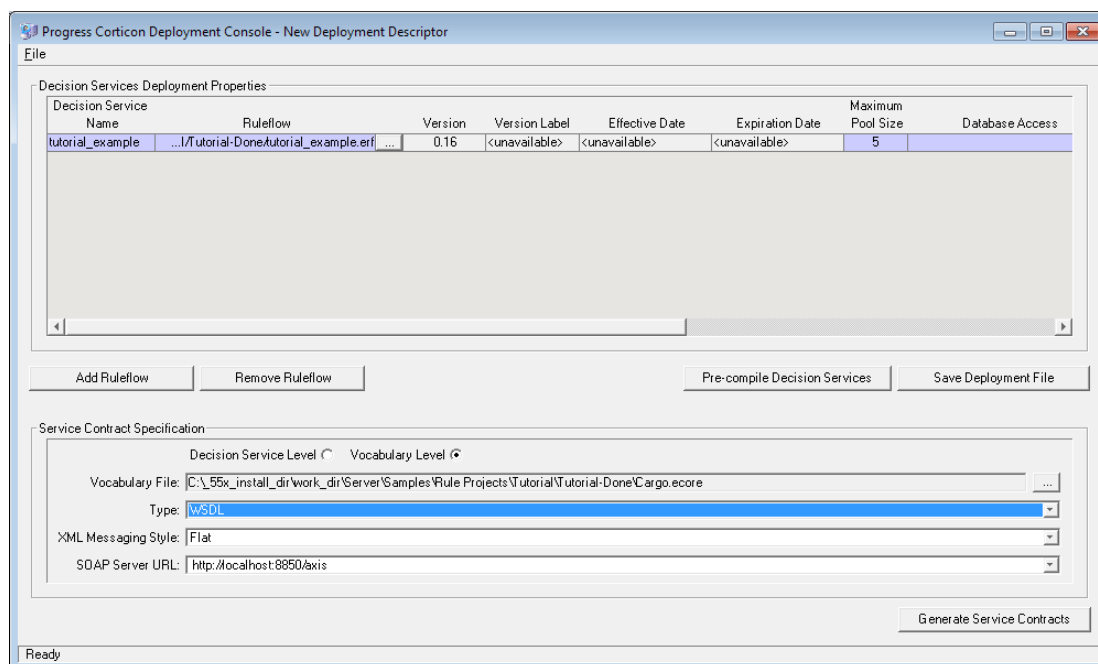 Progress Corticon Deployment Console - New Deployment Descriptor
File
Decision Services Deployment Properties
Decision Service Maximum
Name Ruleflow Version Version Label Effective Date Expiration Date Pool Size Database Access
tutorial_example ...l/Tutorial-Done/tutorial_example.erf ... 0.16 <unavailable> <unavailable> <unavailable> 5
Add Ruleflow Remove Ruleflow Pre-compile Decision Services Save Deployment File
Service Contract Specification
Decision Service Level Vocabulary Level
Vocabulary File: C:\_55x_install_dir\work_dir\Server\Samples\Rule Projects\Tutorial\Tutorial-Done\Cargo.ecore ...
Type: WSDL
XML Messaging Style: Flat
SOAP Server URL: http://localhost:8850/axis
Generate Service Contracts
Ready